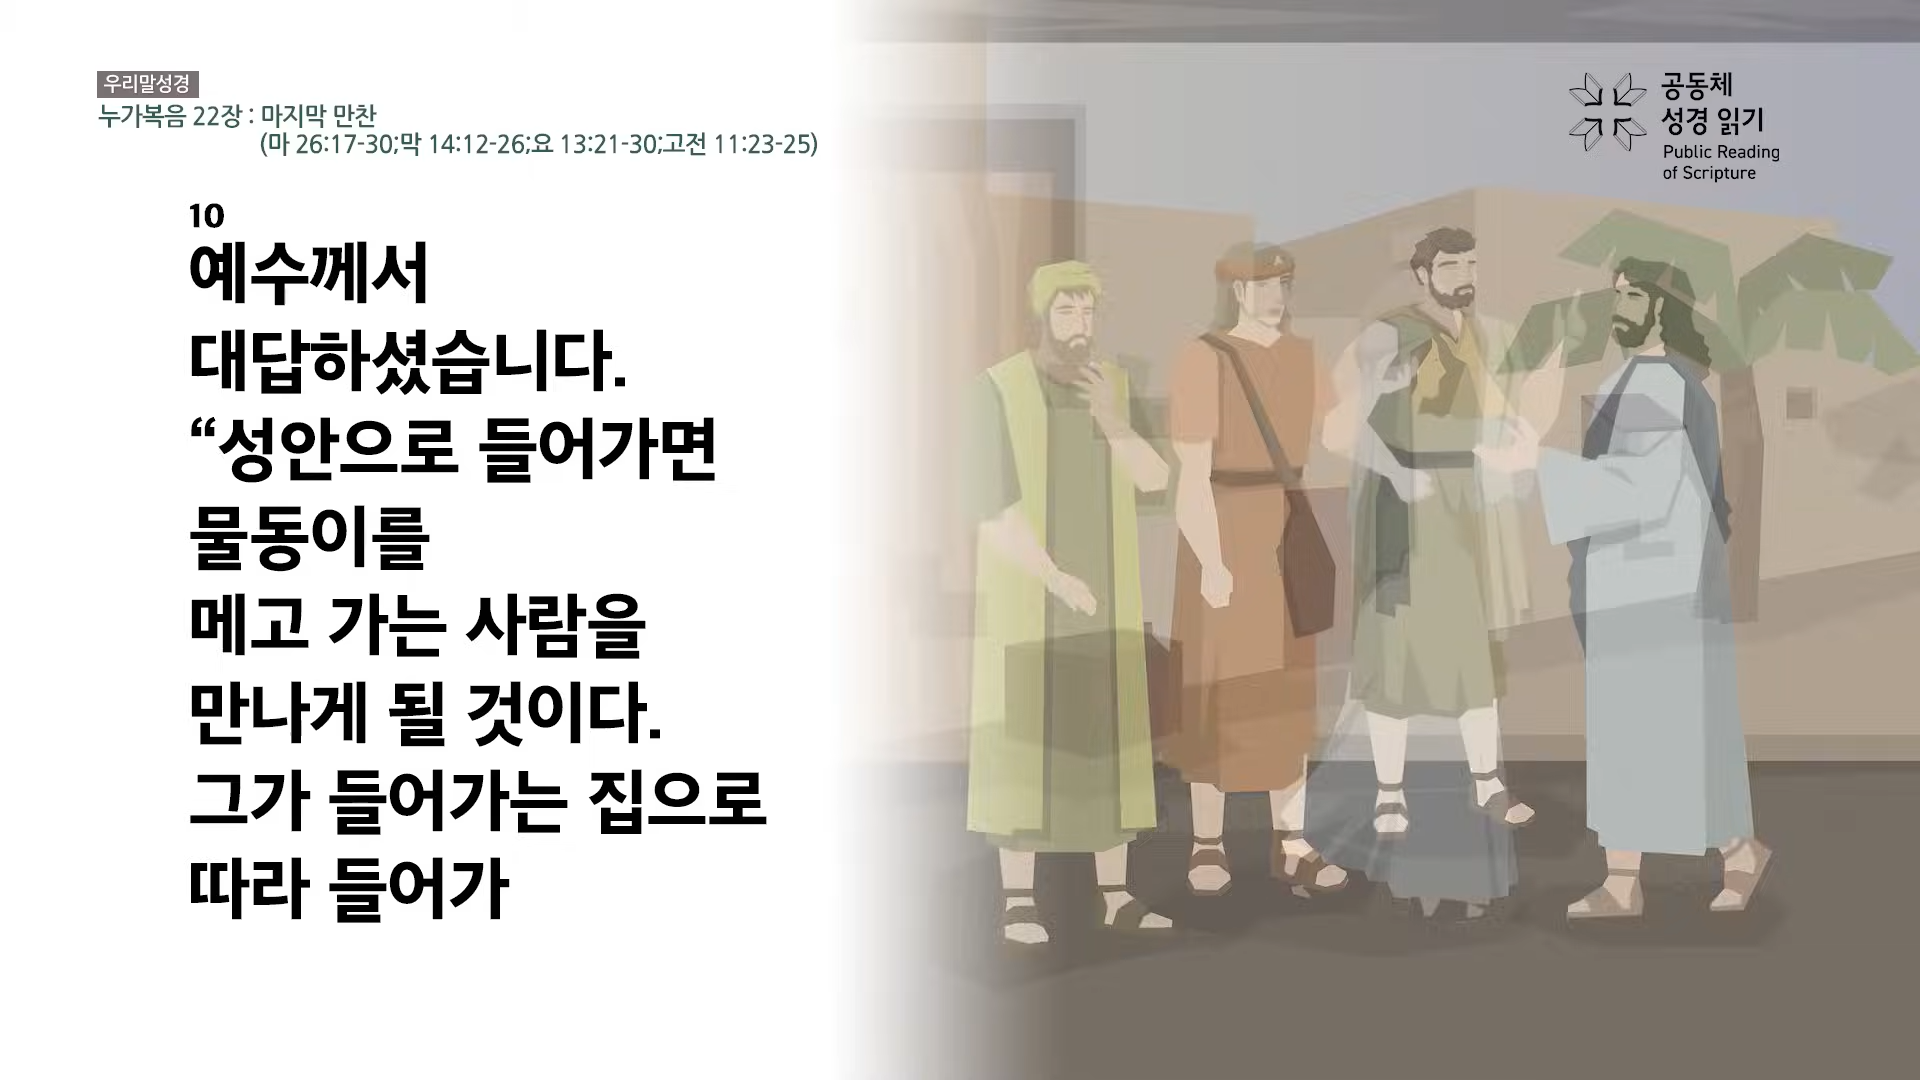 우리말성경
누가복음 22장 : 마지막 만찬
(마 26:17-30;막 14:12-26;요 13:21-30;고전 11:23-25)
10
예수께서
대답하셨습니다.
“성안으로 들어가면
물동이를
메고 가는 사람을
만나게 될 것이다.
그가 들어가는 집으로
따라 들어가
공동체
성경 읽기
Public Reading
of Scripture